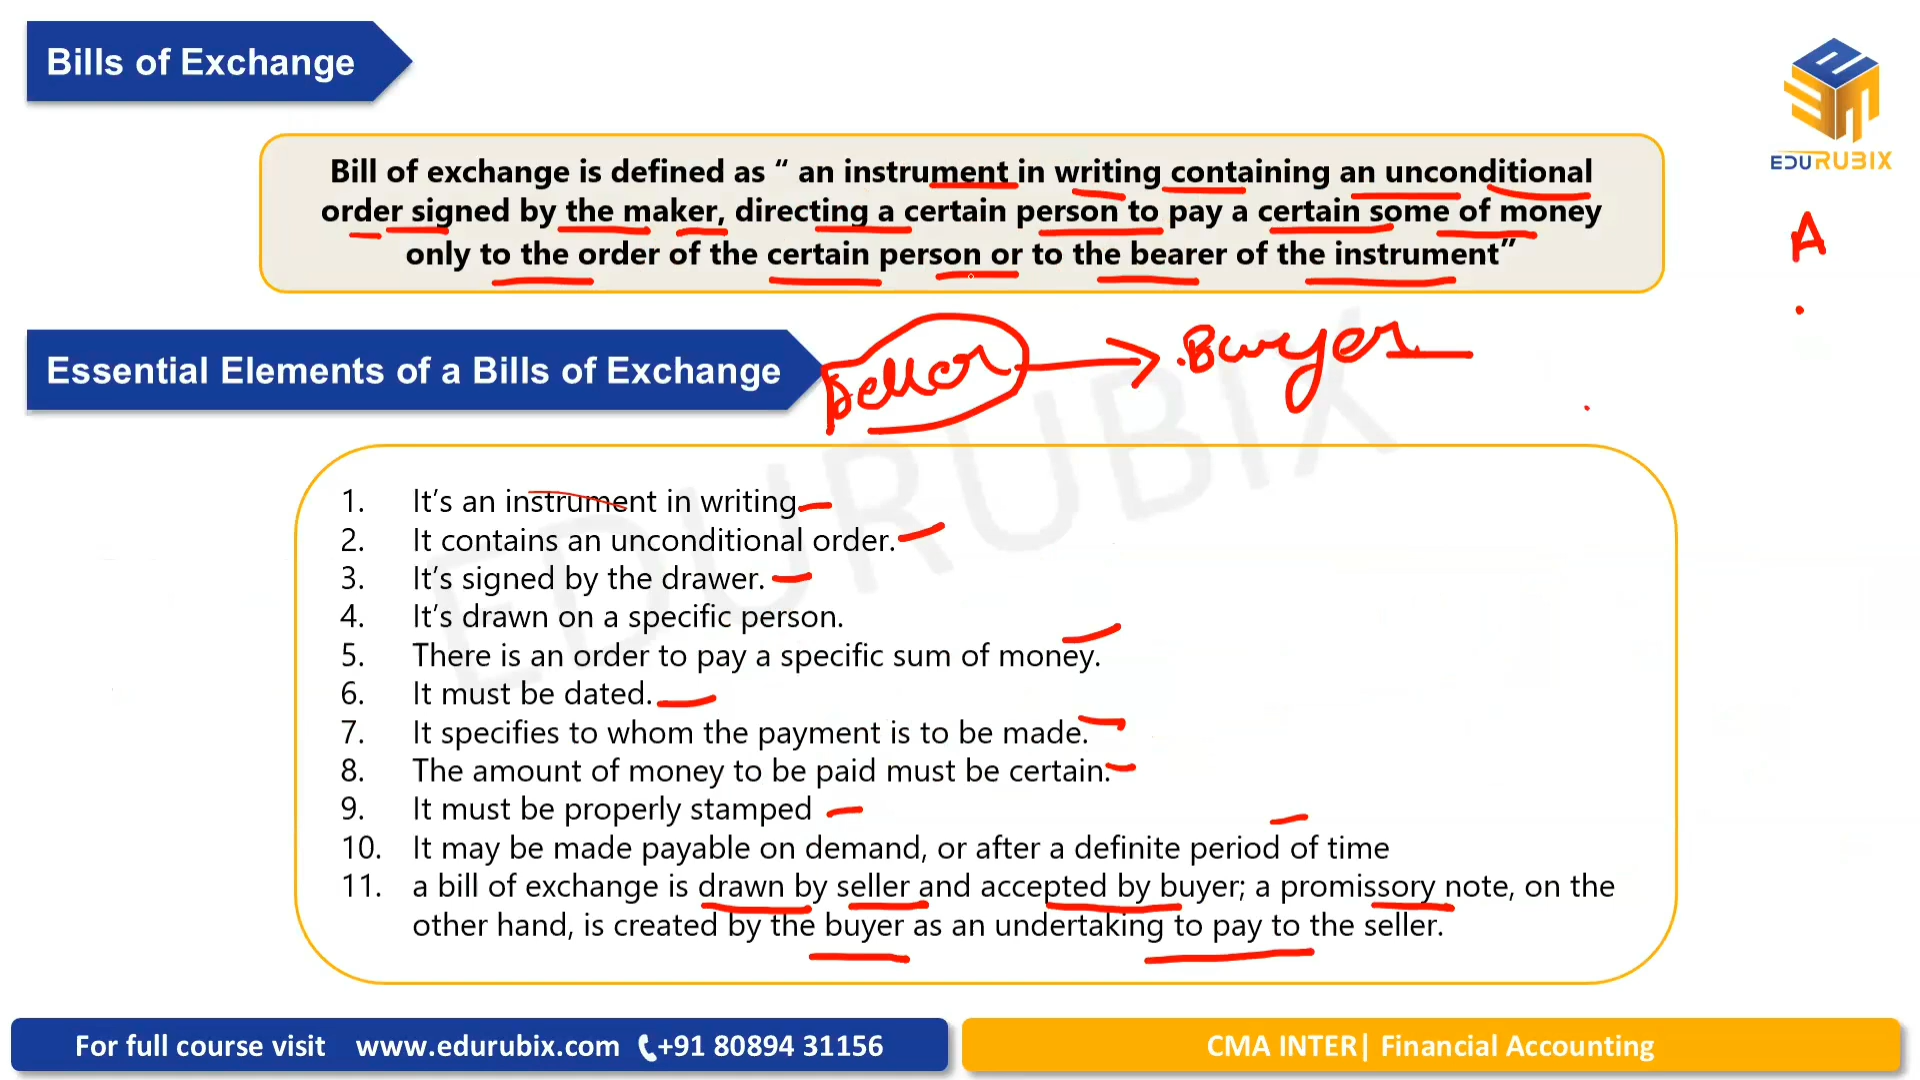 Bills of Exchange
EDURUBIX
Bill of exchange is defined as “ an instrument in writing containing an unconditional
order signed by the maker, directing a certain person to pay a certain some of money
only to the order of the certain person or to the bearer of the instrument”
A
Essential Elements of a Bills of Exchange
Seller
Buyer
EDURUBIX
1. It’s an instrument in writing
2. It contains an unconditional order.
3. It’s signed by the drawer.
4. It’s drawn on a specific person.
5. There is an order to pay a specific sum of money.
6. It must be dated.
7. It specifies to whom the payment is to be made.
8. The amount of money to be paid must be certain.
9. It must be properly stamped
10. It may be made payable on demand, or after a definite period of time
11. a bill of exchange is drawn by seller and accepted by buyer; a promissory note, on the
other hand, is created by the buyer as an undertaking to pay to the seller.
For full course visit www.edurubix.com +91 80894 31156
CMA INTER| Financial Accounting